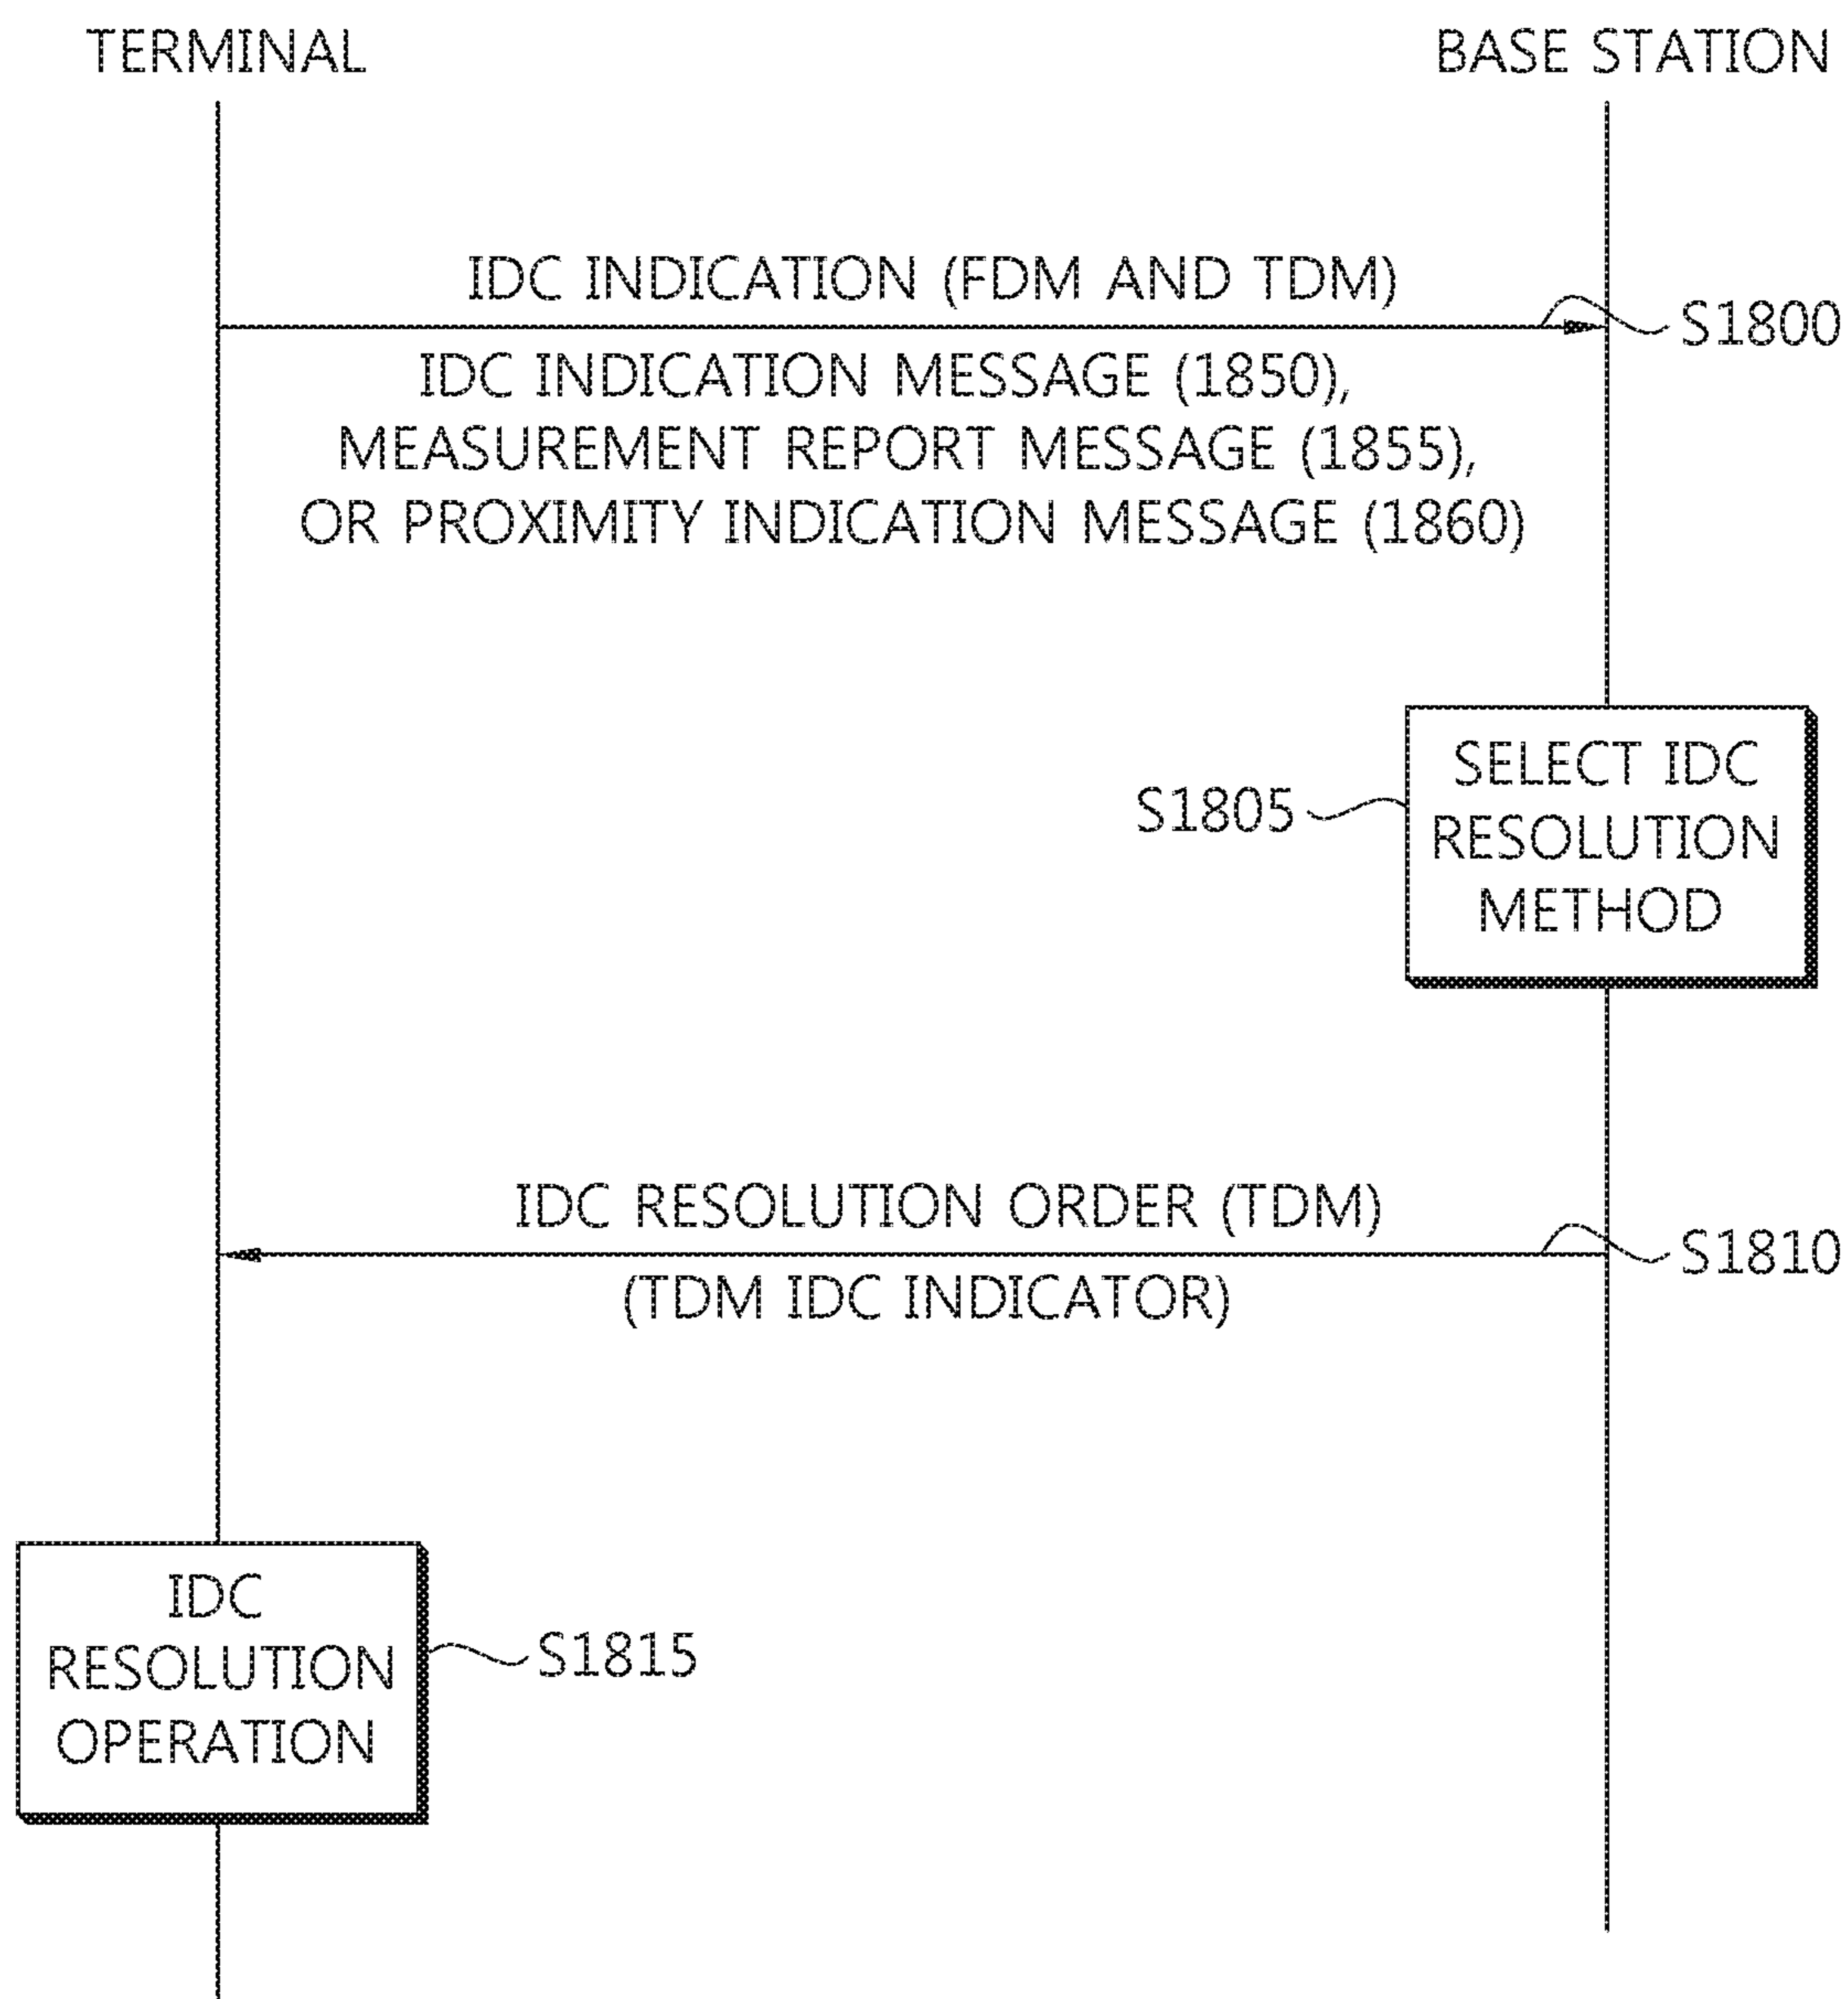 TERMINAL
BASE STATION
IDC INDICATION (FDM AND TDM)
S1800
IDC INDICATION MESSAGE (1850),
MEASUREMENT REPORT MESSAGE (1855),
OR PROXIMITY INDICATION MESSAGE (1860)
SELECT IDC
RESOLUTION
METHOD
S1805
IDC RESOLUTION ORDER (TDM)
S1810
(TDM IDC INDICATOR)
IDC
RESOLUTION
OPERATION
S1815